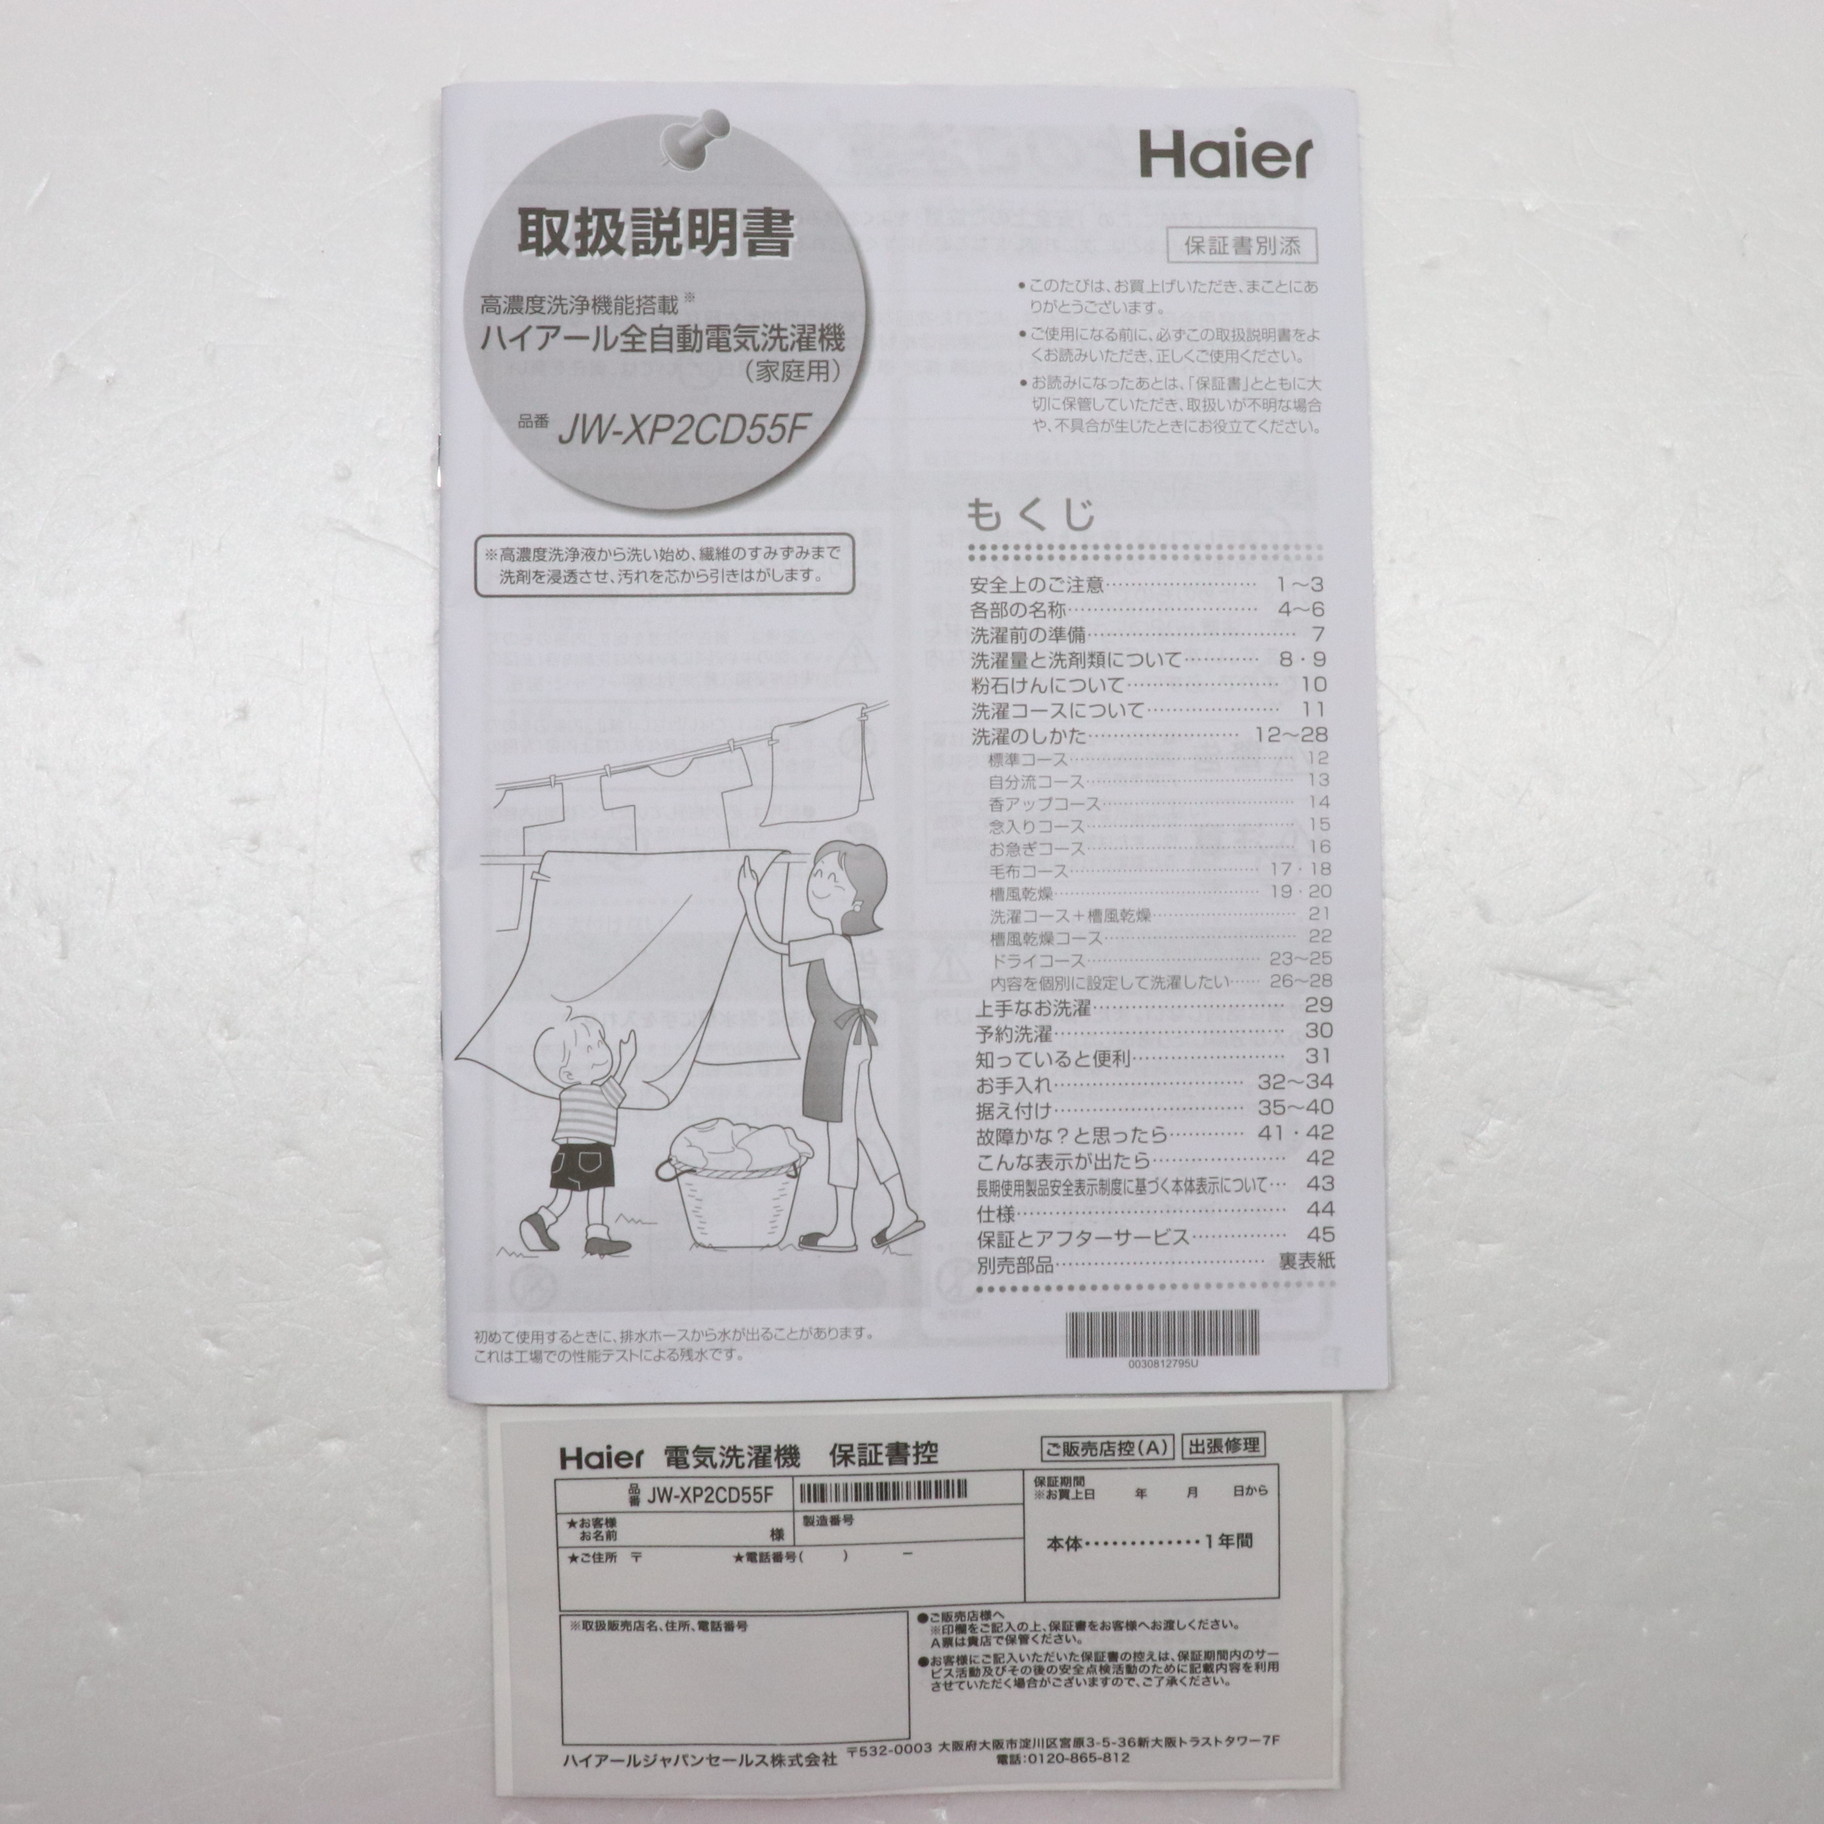 取扱説明書
高濃度洗浄機能搭載※
ハイアール全自動電気洗濯機
（家庭用）
品番 JW-XP2CD55F
※高濃度洗浄液から洗い始め、繊維のすみずみまで
洗剤を浸透させ、汚れを芯から引きはがします。
Haier
保証書別添
●このたびは、お買上げいただき、まことにあ
りがとうございます。
●ご使用になる前に、必ずこの取扱説明書をよ
くお読みいただき、正しくご使用ください。
●お読みになったあとは、「保証書」とともに大
切に保管していただき、取扱いが不明な場合
や、不具合が生じたときにお役立てください。
もくじ
安全上のご注意 1～3
各部の名称 4～6
洗濯前の準備 7
洗濯量と洗剤類について 8・9
粉石けんについて 10
洗濯コースについて 11
洗濯のしかた 12～28
標準コース 12
自分流コース 13
香アップコース 14
念入りコース 15
お急ぎコース 16
毛布コース 17・18
槽風乾燥 19・20
洗濯コース＋槽風乾燥 21
槽風乾燥コース 22
ドライコース 23～25
内容を個別に設定して洗濯したい 26～28
上手なお洗濯 29
予約洗濯 30
知っていると便利 31
お手入れ 32～34
据え付け 35～40
故障かな？と思ったら 41・42
こんな表示が出たら 42
長期使用製品安全表示制度に基づく本体表示について 43
仕様 44
保証とアフターサービス 45
別売部品 裏表紙
初めて使用するときに、排水ホースから水が出ることがあります。
これは工場での性能テストによる残水です。
0030812795U
Haier 電気洗濯機 保証書控
ご販売店控（A） 出張修理
品番 JW-XP2CD55F
保証期間
※お買上日 年 月 日から
★お客様
お名前 様
製造番号
本体・・・・・・・・・・・・・1年間
★ご住所 〒 ★電話番号（ ） －
※取扱販売店名、住所、電話番号
●ご販売店様へ
※印欄をご記入の上、保証書をお客様へお渡しください。
A票は貴店で保管ください。
●お客様にご記入いただいた保証書の控えは、保証期間内のサー
ビス活動及びその後の安全点検活動のために記載内容を利用
させていただく場合がございますので、ご了承ください。
ハイアールジャパンセールス株式会社 〒532-0003 大阪府大阪市淀川区宮原3-5-36新大阪トラストタワー7F
電話：0120-865-812